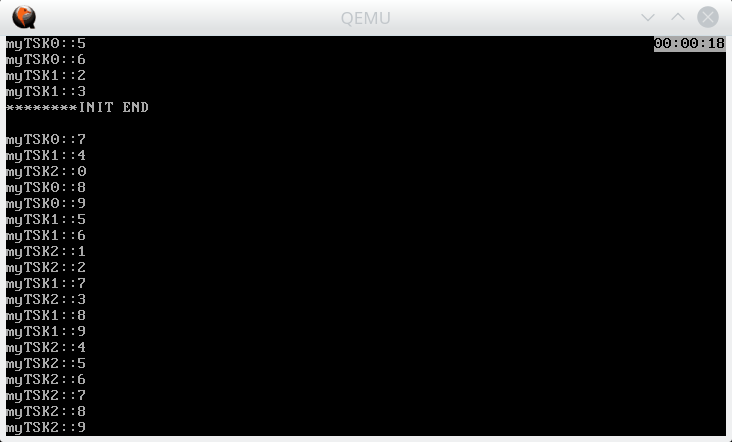 QEMU
myTSK0::5 00:00:18
myTSK0::6
myTSK1::2
myTSK1::3
********INIT END
myTSK0::7
myTSK1::4
myTSK2::0
myTSK0::8
myTSK0::9
myTSK1::5
myTSK1::6
myTSK2::1
myTSK2::2
myTSK1::7
myTSK2::3
myTSK1::8
myTSK1::9
myTSK2::4
myTSK2::5
myTSK2::6
myTSK2::7
myTSK2::8
myTSK2::9